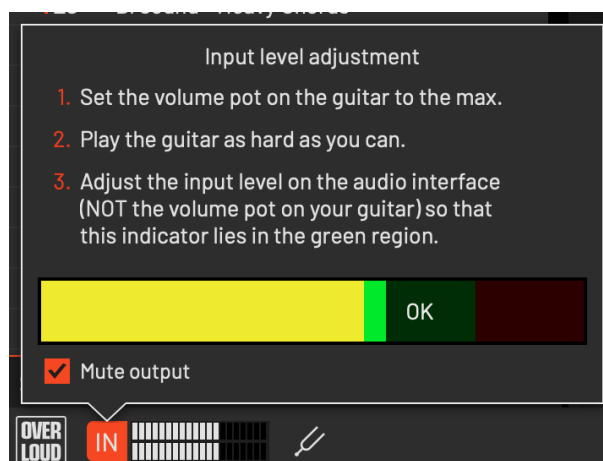 Input level adjustment
1. Set the volume pot on the guitar to the max.
2. Play the guitar as hard as you can.
3. Adjust the input level on the audio interface
(NOT the volume pot on your guitar) so that
this indicator lies in the green region.
OK
Mute output
OVER
LOUD
IN